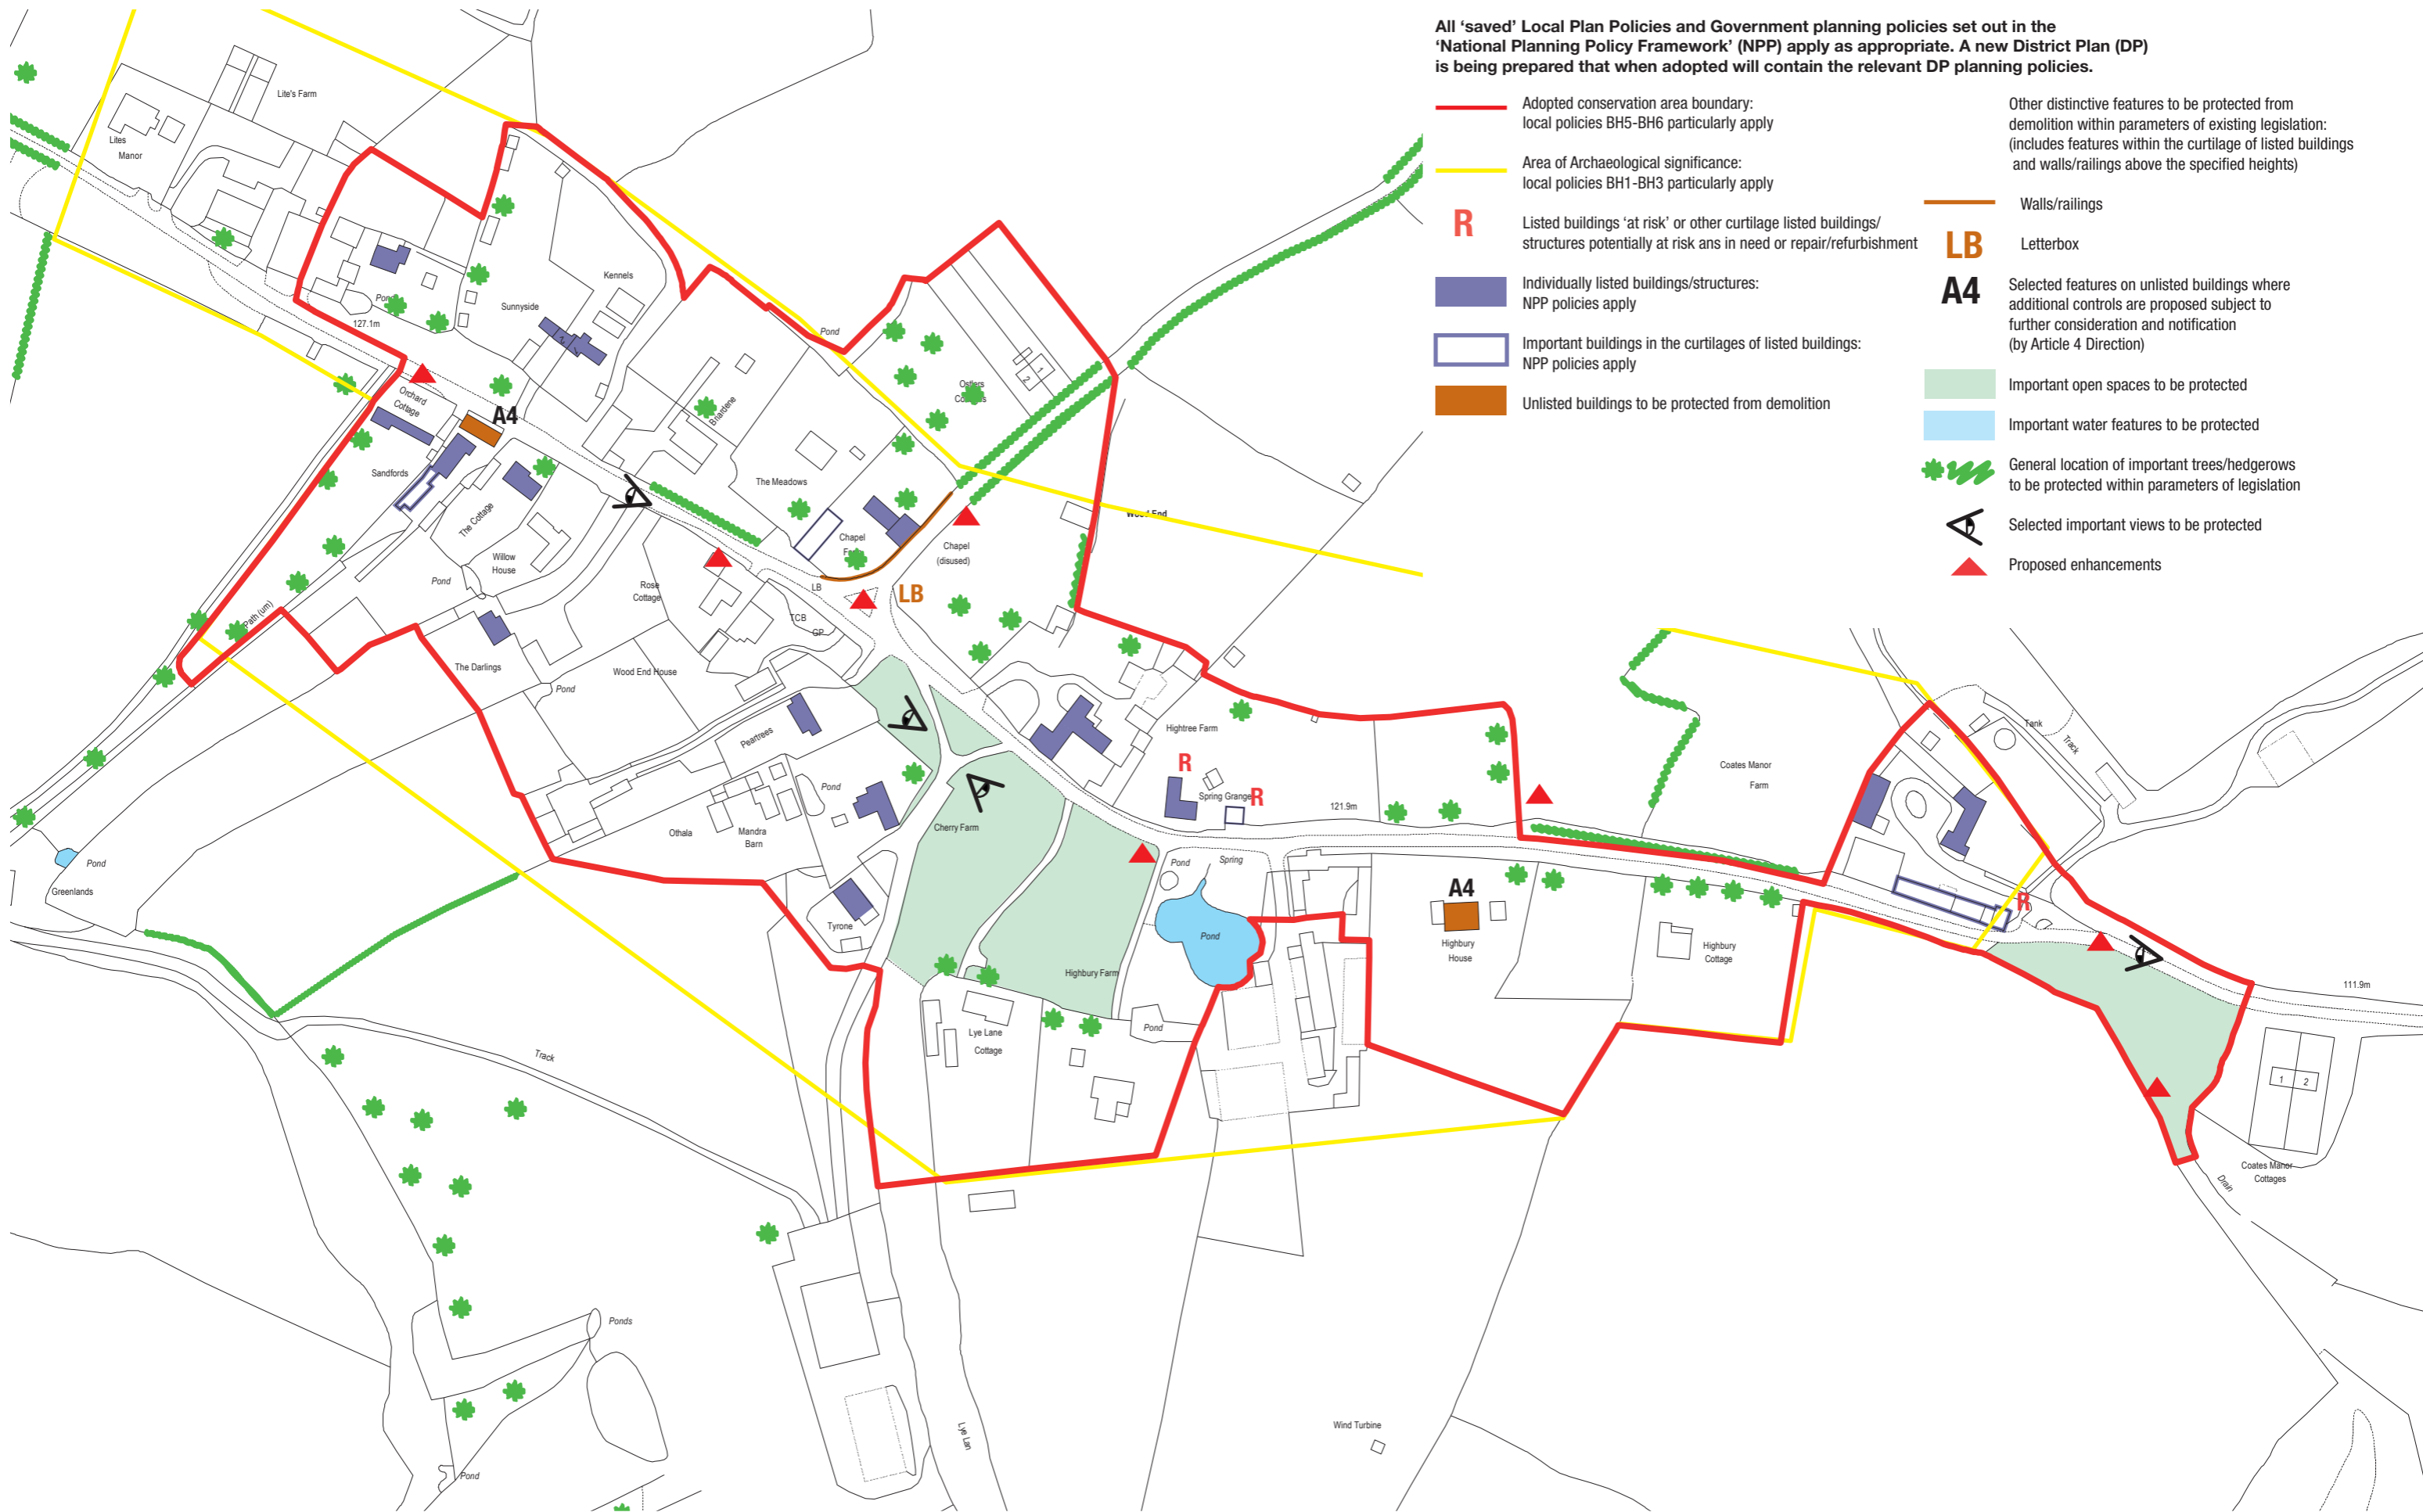 All ‘saved’ Local Plan Policies and Government planning policies set out in the
‘National Planning Policy Framework’ (NPP) apply as appropriate. A new District Plan (DP)
is being prepared that when adopted will contain the relevant DP planning policies.
Adopted conservation area boundary:
local policies BH5-BH6 particularly apply
Area of Archaeological significance:
local policies BH1-BH3 particularly apply
R
Listed buildings ‘at risk’ or other curtilage listed buildings/
structures potentially at risk ans in need or repair/refurbishment
Individually listed buildings/structures:
NPP policies apply
Important buildings in the curtilages of listed buildings:
NPP policies apply
Unlisted buildings to be protected from demolition
Other distinctive features to be protected from
demolition within parameters of existing legislation:
(includes features within the curtilage of listed buildings
and walls/railings above the specified heights)
Walls/railings
LB
Letterbox
A4
Selected features on unlisted buildings where
additional controls are proposed subject to
further consideration and notification
(by Article 4 Direction)
Important open spaces to be protected
Important water features to be protected
General location of important trees/hedgerows
to be protected within parameters of legislation
Selected important views to be protected
Proposed enhancements
Lite's Farm
Lites
Manor
Pond
127.1m
Sunnyside
Kennels
Orchard
Cottage
A4
Sandfords
The Cottage
Willow
House
Pond
Path (um)
Briardene
The Meadows
Pond
Ostlers
1
2
Chapel
Chapel
(disused)
Wood End
LB
LB
TCB
GP
Rose
Cottage
The Darlings
Wood End House
Pond
Peartrees
Pond
Othala
Mandra
Barn
Tyrone
Cherry Farm
Hightree Farm
R
Spring Grange
R
121.9m
Pond
Spring
Pond
Highbury Farm
Pond
Lye Lane
Cottage
A4
Highbury
House
Highbury
Cottage
Coates Manor
Farm
Tank
Track
R
111.9m
1
2
Coates Manor
Cottages
Drain
Pond
Greenlands
Track
Ponds
Pond
Lye Lan
Wind Turbine